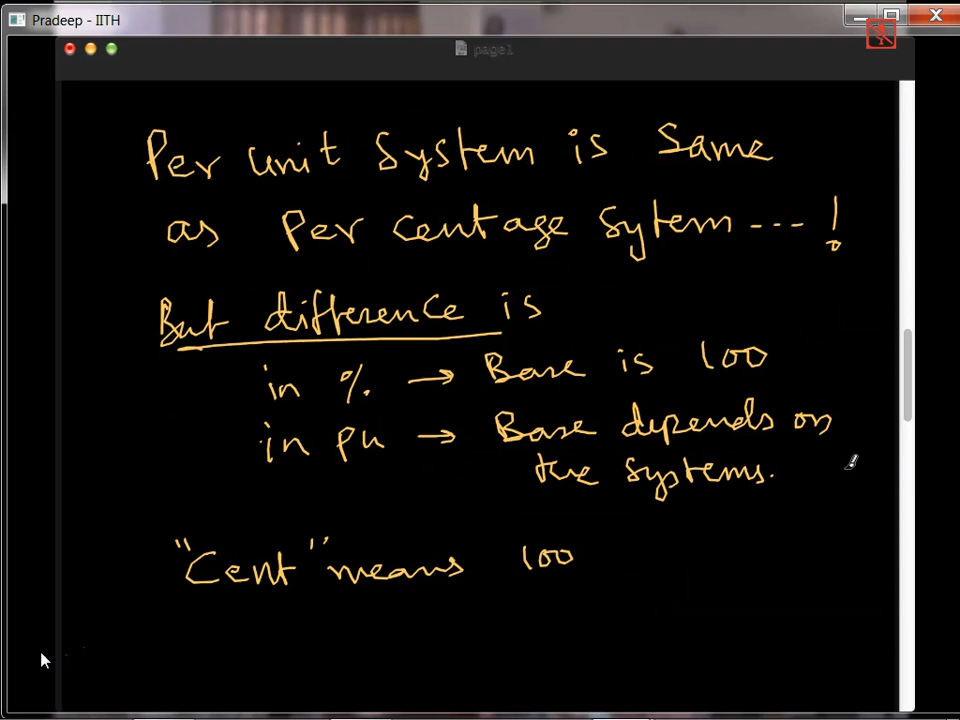 Pradeep - IITH
page1
Per unit System is Same
as Per centage Sytem --- !
But difference is
in % → Base is 100
in pu → Base depends on
the systems.
"Cent" means 100